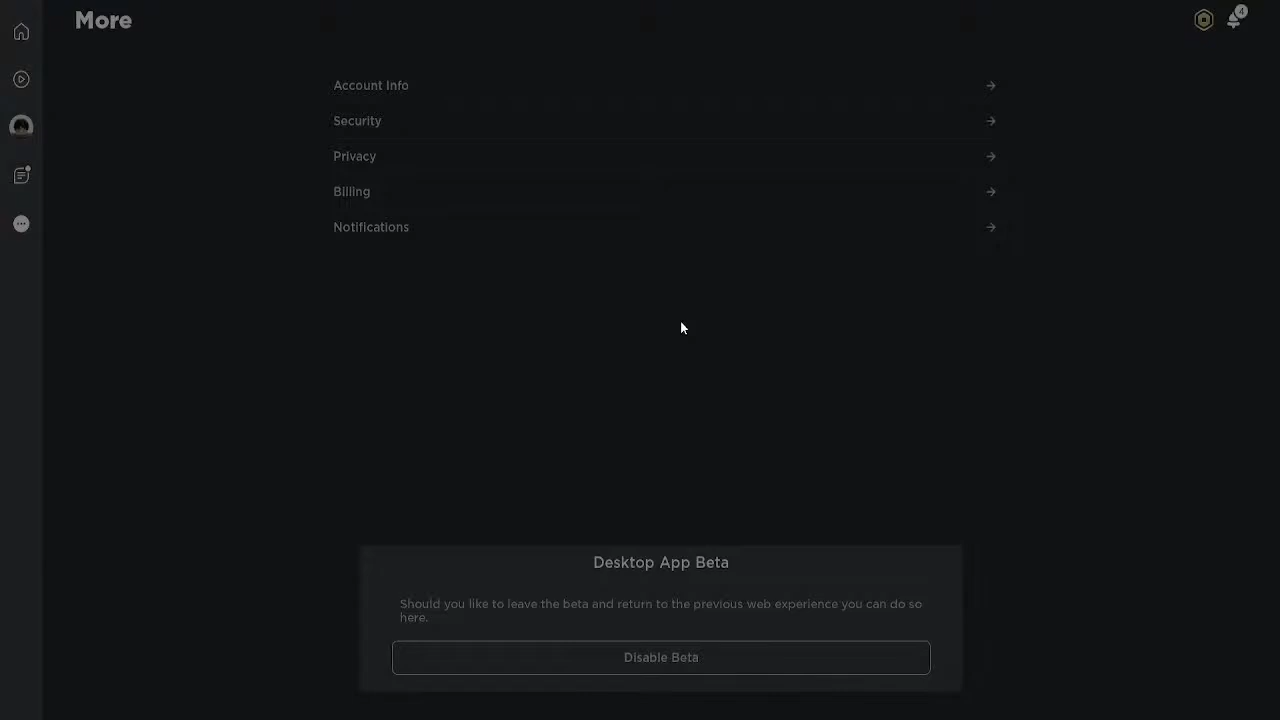 More
4
Account Info
Security
Privacy
Billing
Notifications
Desktop App Beta
Should you like to leave the beta and return to the previous web experience you can do so
here.
Disable Beta